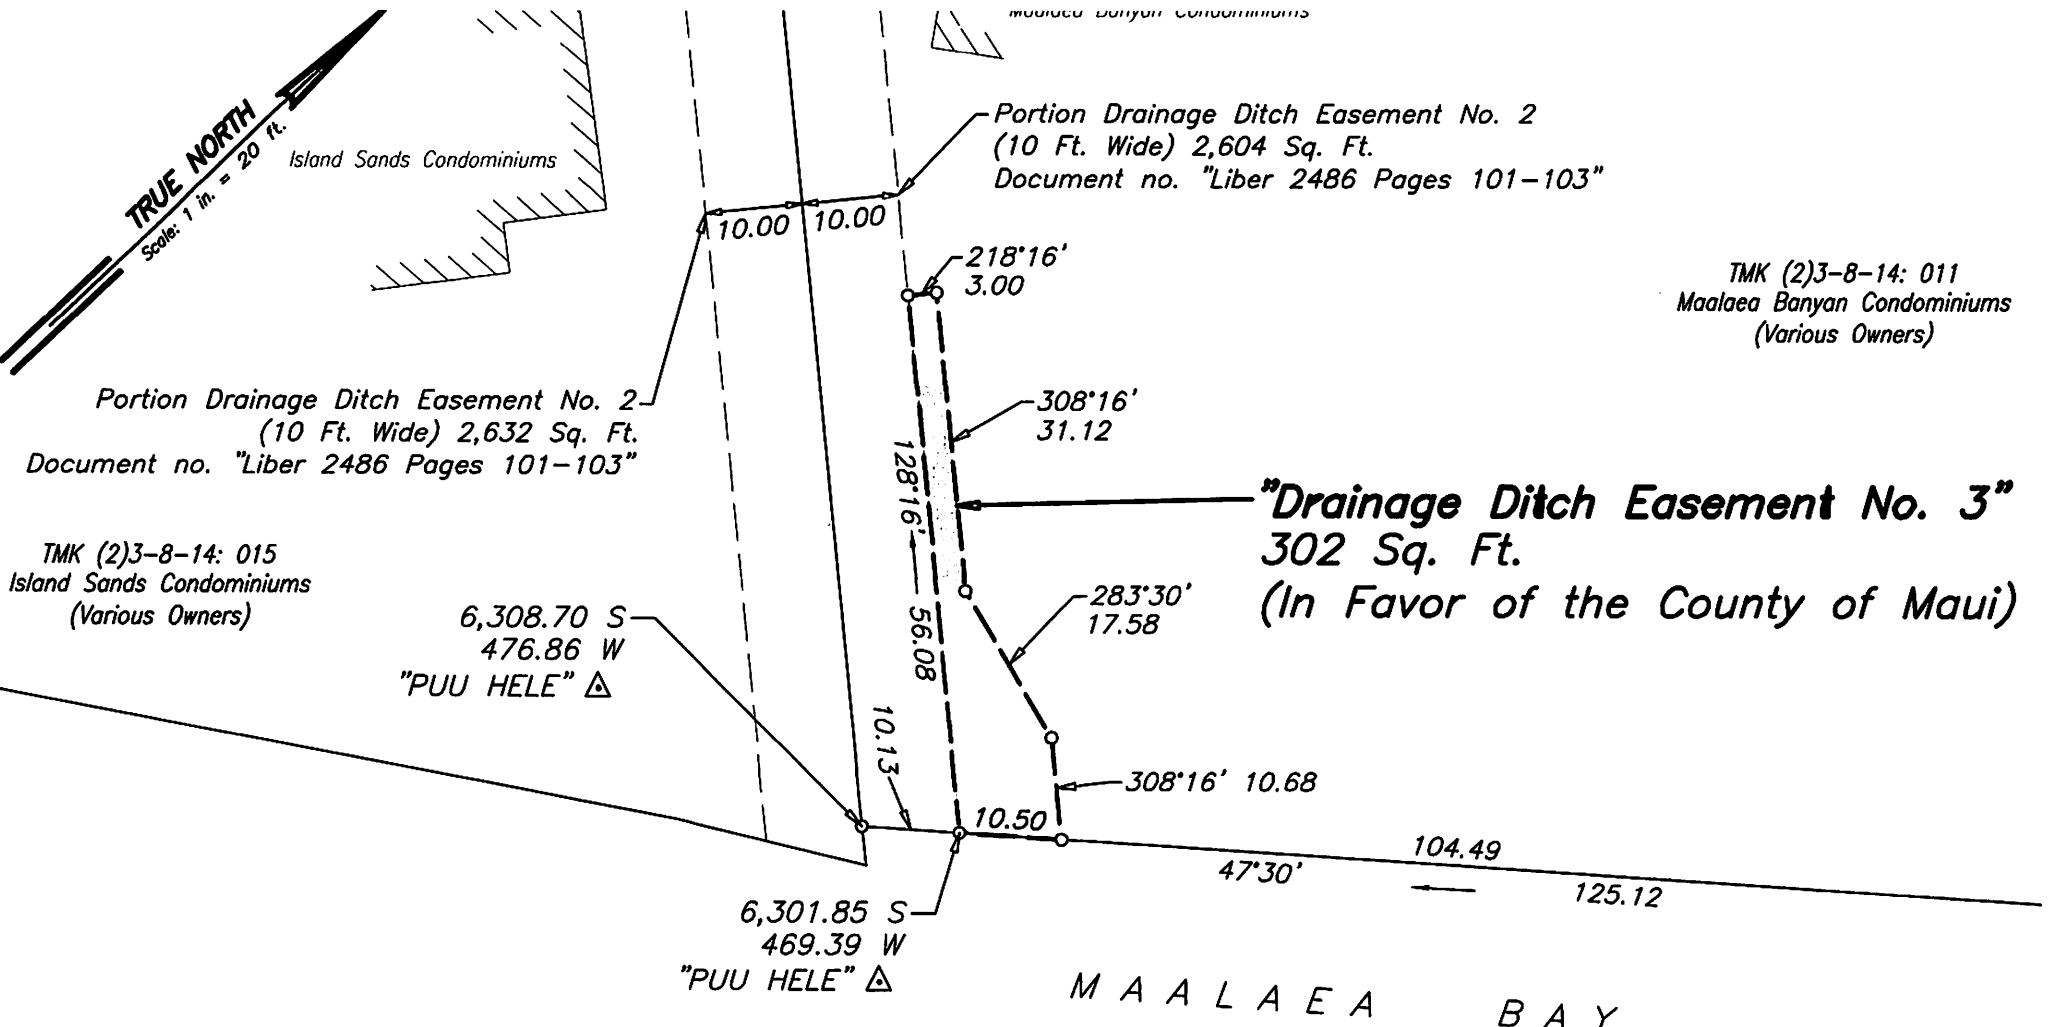 Maalaea Banyan Condominiums
TRUE NORTH
Scale: 1 in. = 20 ft.
Island Sands Condominiums
Portion Drainage Ditch Easement No. 2
(10 Ft. Wide) 2,604 Sq. Ft.
Document no. "Liber 2486 Pages 101-103"
10.00
10.00
218°16'
3.00
TMK (2)3-8-14: 011
Maalaea Banyan Condominiums
(Various Owners)
Portion Drainage Ditch Easement No. 2
(10 Ft. Wide) 2,632 Sq. Ft.
Document no. "Liber 2486 Pages 101-103"
308°16'
31.12
128°16'
56.08
"Drainage Ditch Easement No. 3"
302 Sq. Ft.
(In Favor of the County of Maui)
TMK (2)3-8-14: 015
Island Sands Condominiums
(Various Owners)
283°30'
17.58
6,308.70 S
476.86 W
"PUU HELE"
10.13
308°16' 10.68
10.50
104.49
47°30'
125.12
6,301.85 S
469.39 W
"PUU HELE"
MAALAEA BAY